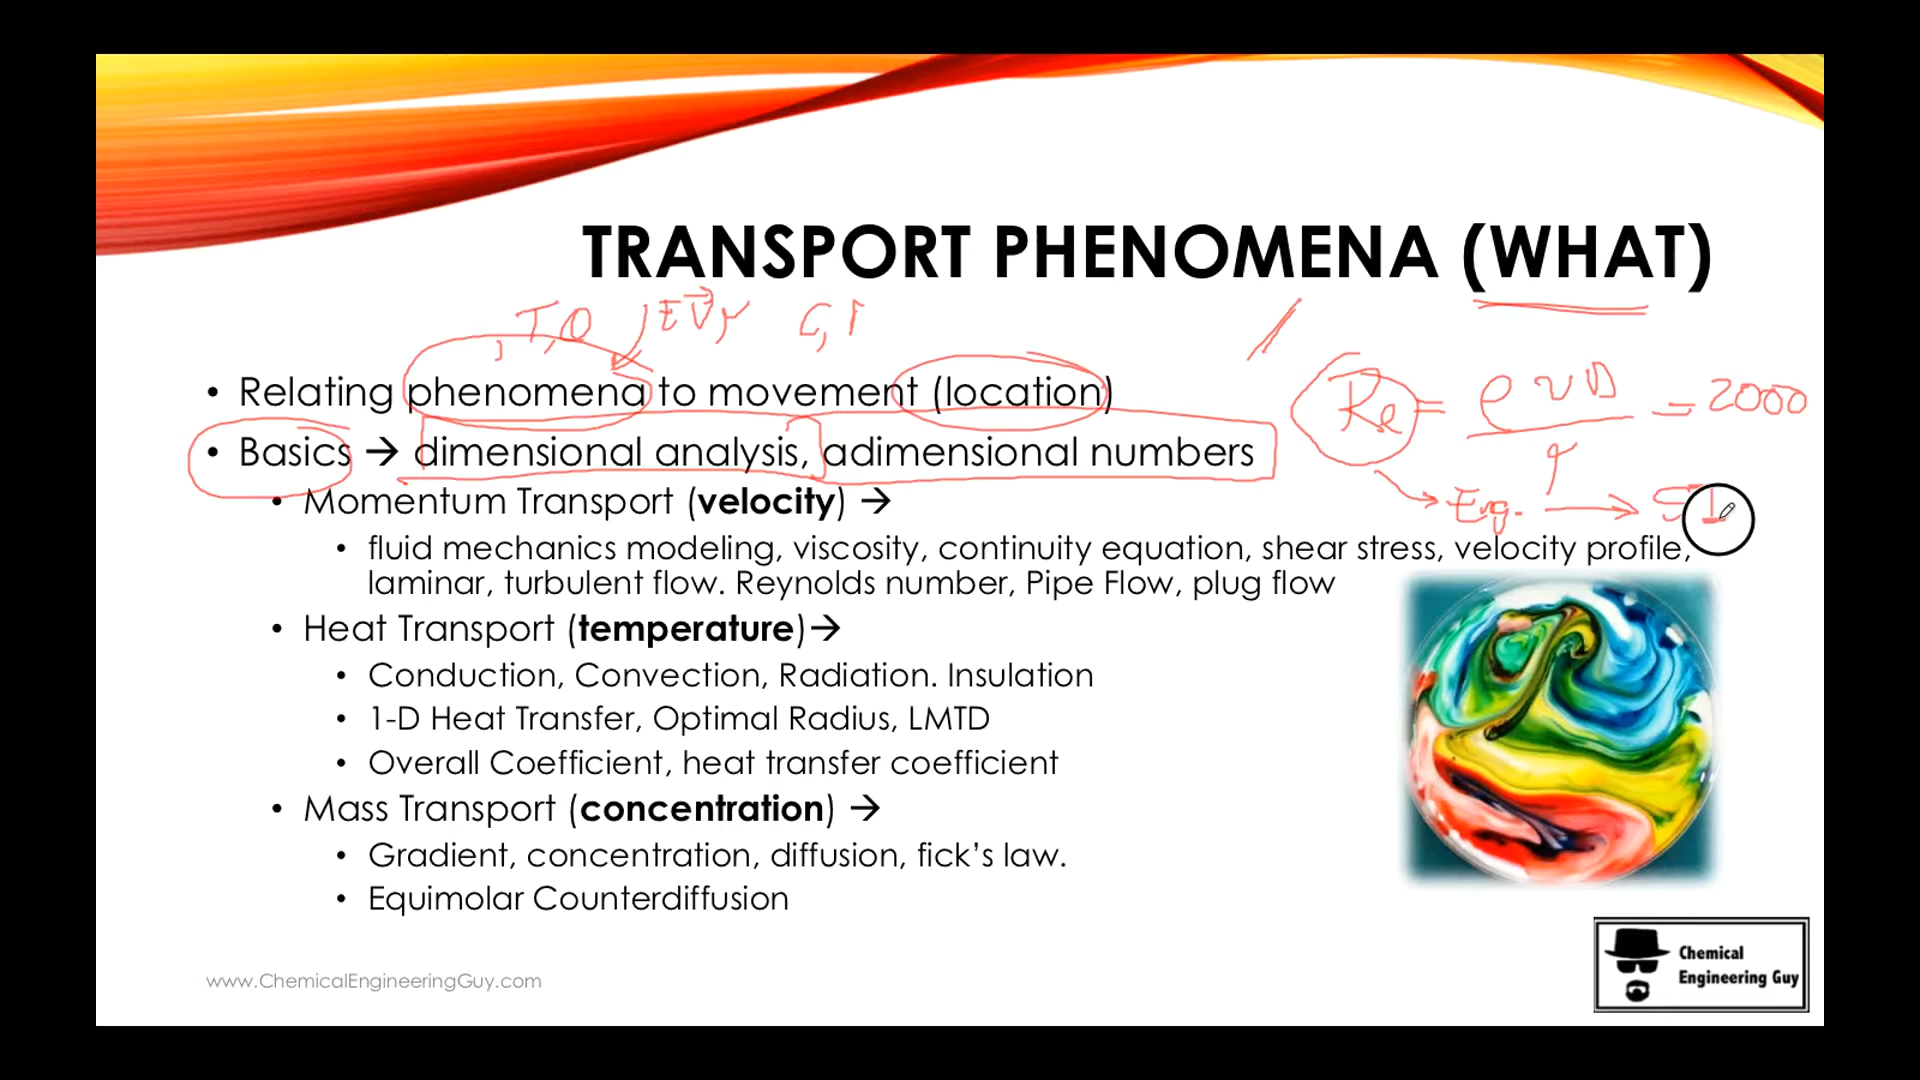 TRANSPORT PHENOMENA (WHAT)
T, Q
C,
• Relating phenomena to movement (location)
Re = ρvD = 2000
μ
• Basics → dimensional analysis, adimensional numbers
Eng. → SI
• Momentum Transport (velocity) →
• fluid mechanics modeling, viscosity, continuity equation, shear stress, velocity profile,
laminar, turbulent flow. Reynolds number, Pipe Flow, plug flow
• Heat Transport (temperature)→
• Conduction, Convection, Radiation. Insulation
• 1-D Heat Transfer, Optimal Radius, LMTD
• Overall Coefficient, heat transfer coefficient
• Mass Transport (concentration) →
• Gradient, concentration, diffusion, fick's law.
• Equimolar Counterdiffusion
www.ChemicalEngineeringGuy.com
Chemical
Engineering Guy